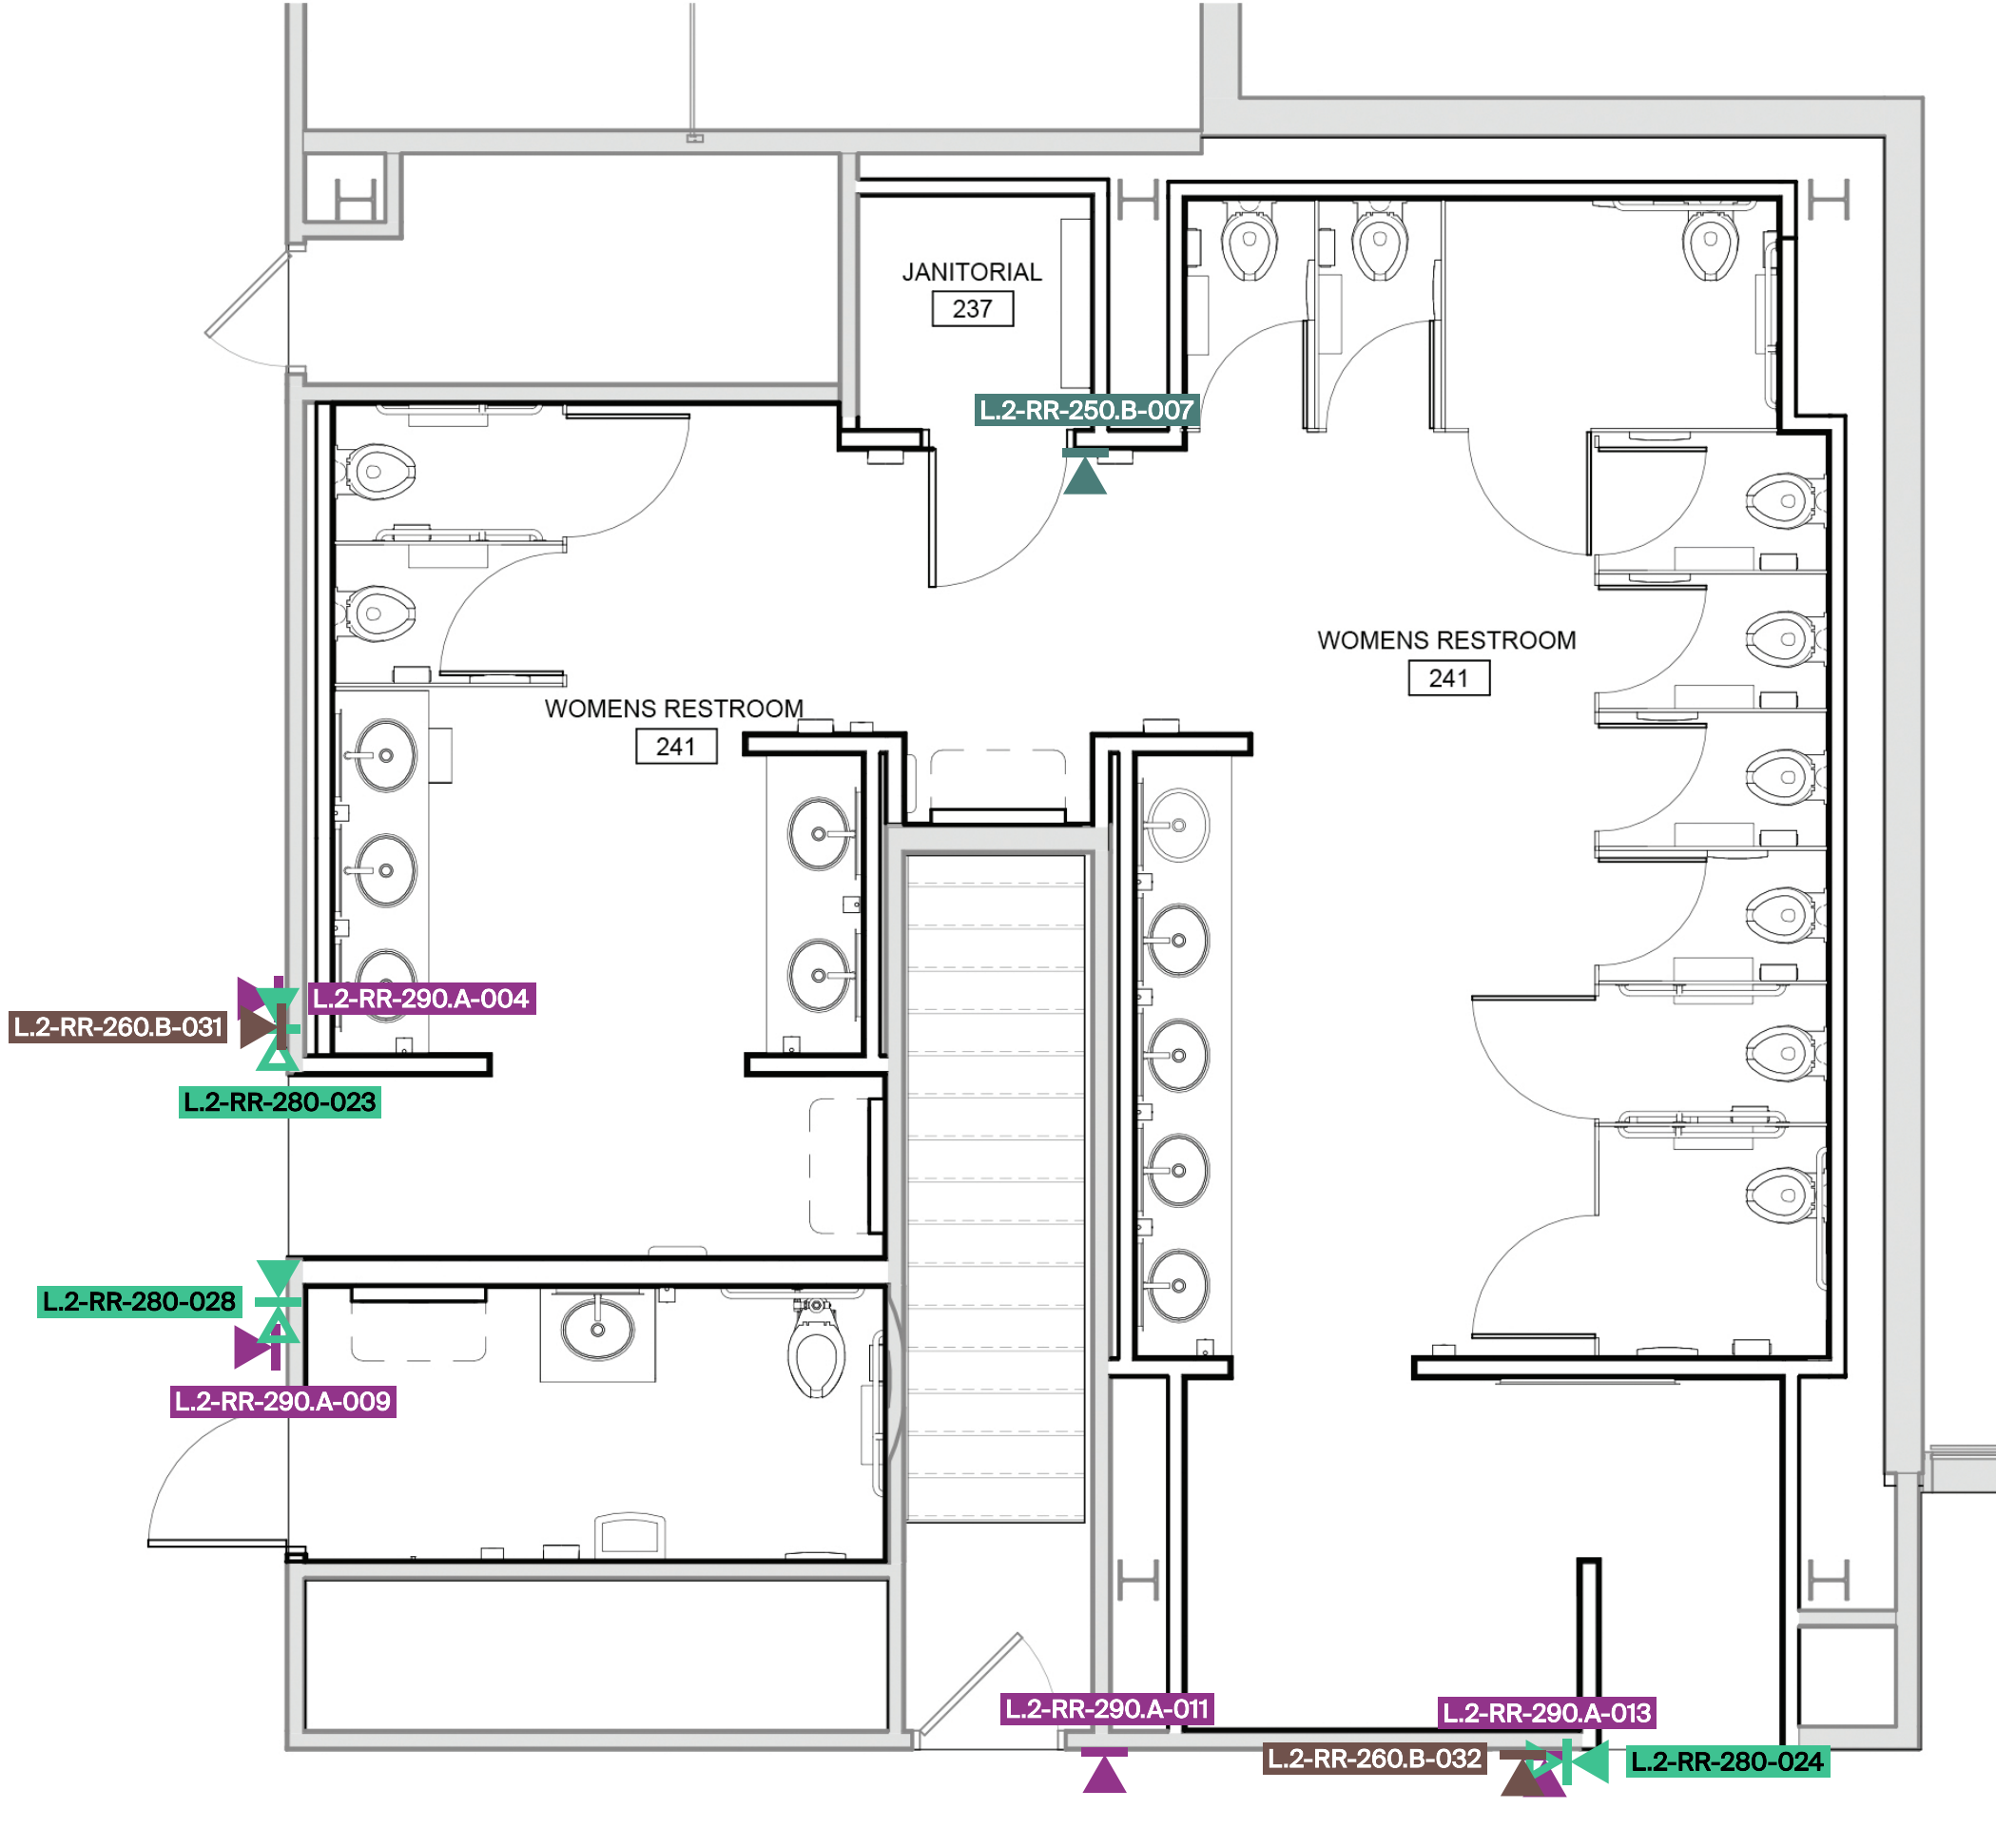 JANITORIAL
237
L.2-RR-250.B-007
WOMENS RESTROOM
241
WOMENS RESTROOM
241
L.2-RR-290.A-004
L.2-RR-260.B-031
L.2-RR-280-023
L.2-RR-280-028
L.2-RR-290.A-009
L.2-RR-290.A-011
L.2-RR-290.A-013
L.2-RR-260.B-032
L.2-RR-280-024